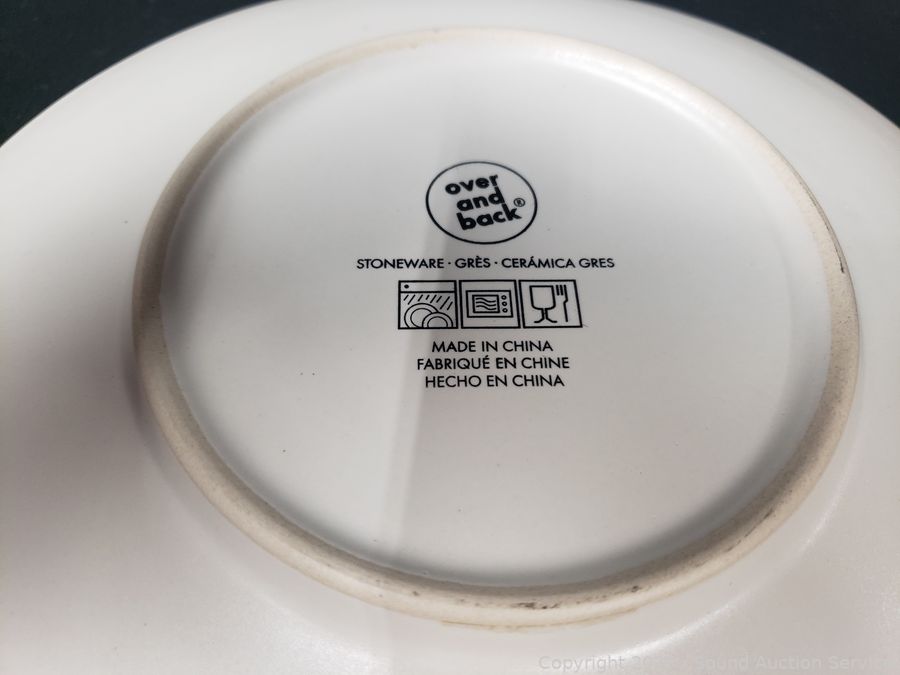 over
and
back®
STONEWARE · GRÈS · CERÁMICA GRES
MADE IN CHINA
FABRIQUÉ EN CHINE
HECHO EN CHINA
Copyright Sound Auction Service